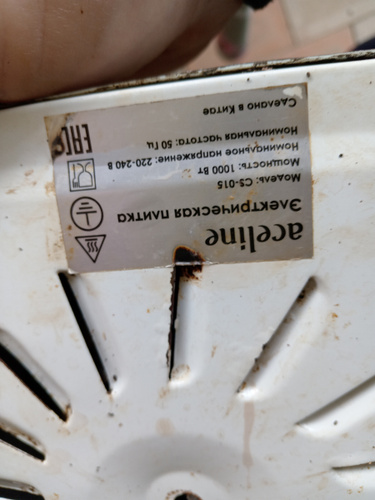 aceline
Электрическая плитка
Модель: CS-015
Мощность: 1000 Вт
Номинальное напряжение: 220-240 В
Номинальная частота: 50 Гц
Сделано в Китае
EAC